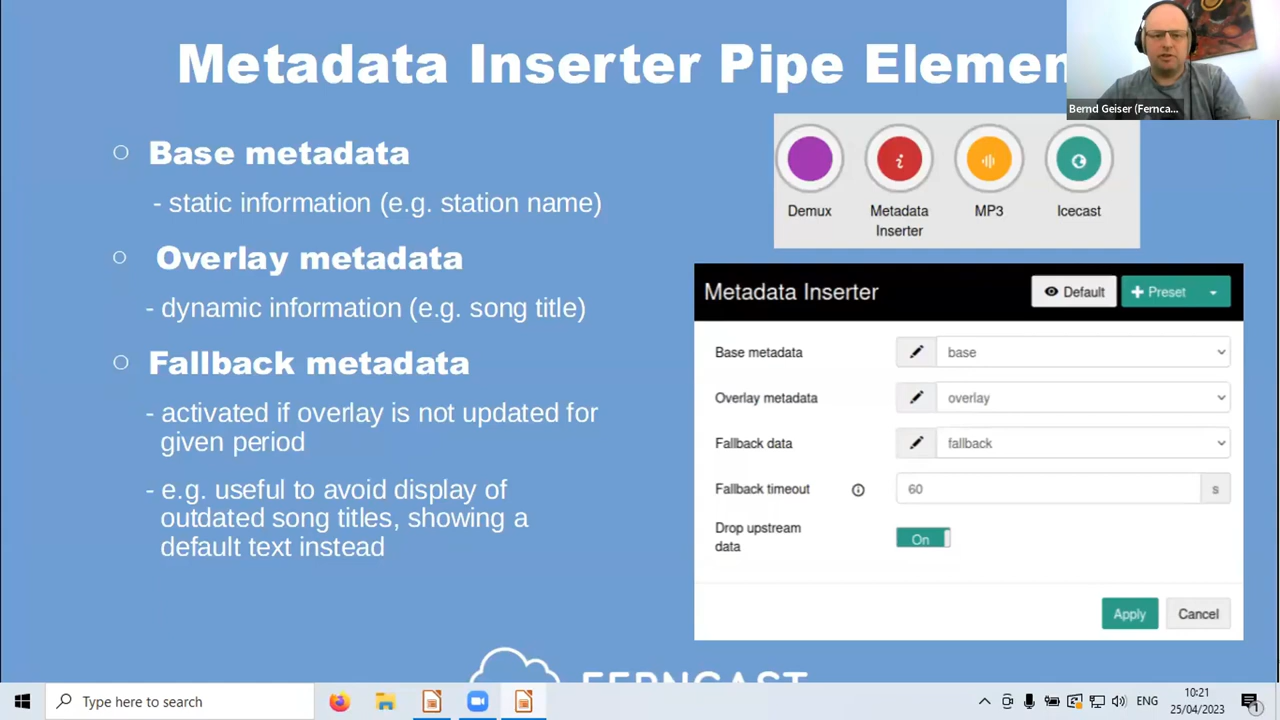 Metadata Inserter Pipe Elemen
Bernd Geiser (Fernca...
Base metadata
- static information (e.g. station name)
Overlay metadata
- dynamic information (e.g. song title)
Fallback metadata
- activated if overlay is not updated for
given period
- e.g. useful to avoid display of
outdated song titles, showing a
default text instead
Demux
Metadata
Inserter
MP3
Icecast
Metadata Inserter
Default
Preset
Base metadata
base
Overlay metadata
overlay
Fallback data
fallback
Fallback timeout
60
s
Drop upstream
data
On
Apply
Cancel
FERNCAST
Type here to search
ENG
10:21
25/04/2023
1